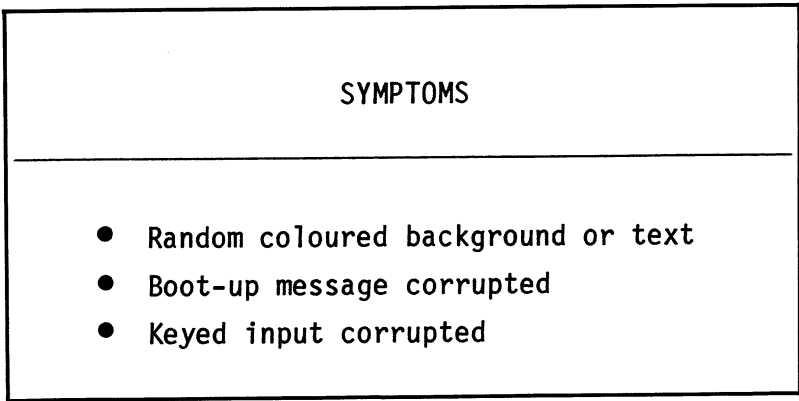 SYMPTOMS
● Random coloured background or text
● Boot-up message corrupted
● Keyed input corrupted